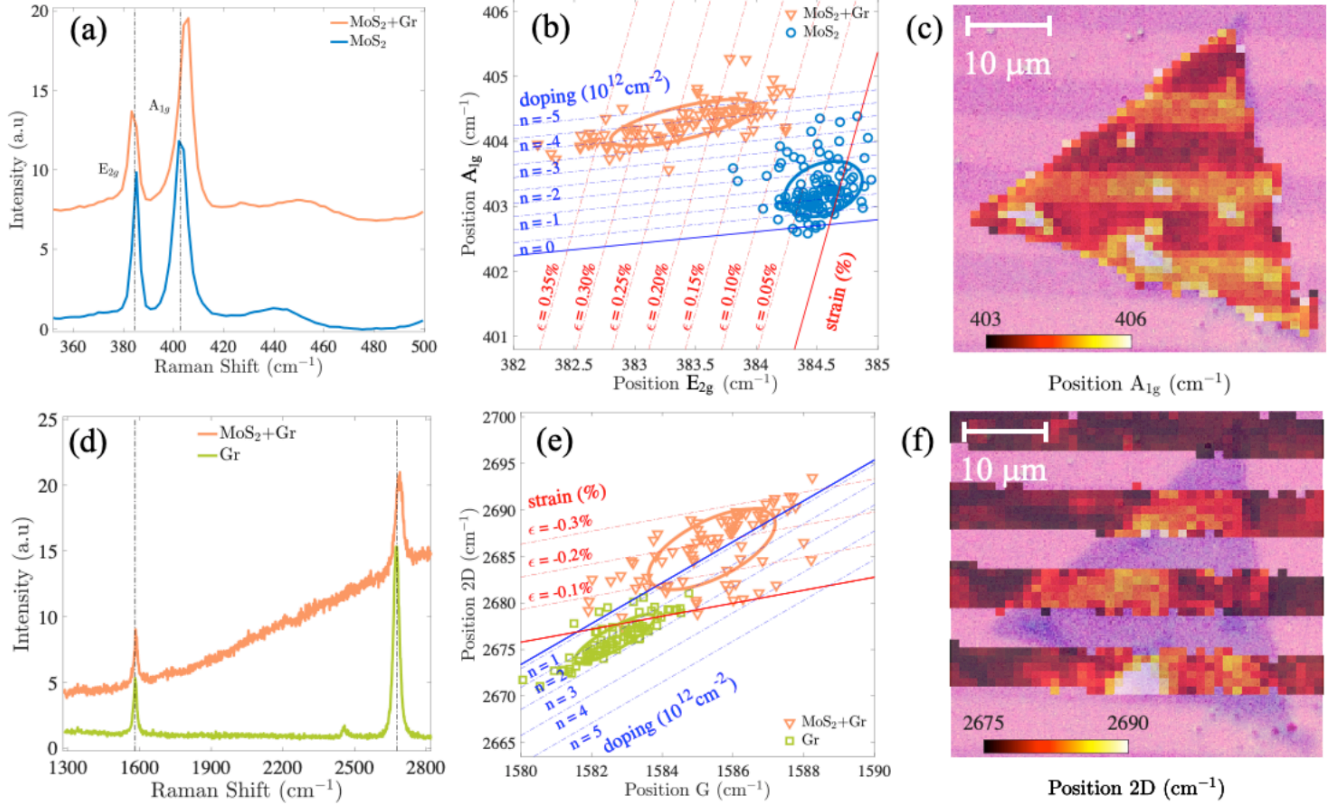 (a)
MoS₂+Gr
MoS₂
A₁g
E₂g
20
15
10
5
0
Intensity (a.u)
360
380
400
420
440
460
480
500
Raman Shift (cm⁻¹)
(b)
MoS₂+Gr
MoS₂
doping (10¹²cm⁻²)
n = -5
n = -4
n = -3
n = -2
n = -1
n = 0
ϵ = 0.35%
ϵ = 0.30%
ϵ = 0.25%
ϵ = 0.20%
ϵ = 0.15%
ϵ = 0.10%
ϵ = 0.05%
strain (%)
406
405
404
403
402
401
Position A₁g (cm⁻¹)
382
382.5
383
383.5
384
384.5
385
Position E₂g (cm⁻¹)
(c)
10 μm
403
406
Position A₁g (cm⁻¹)
(d)
MoS₂+Gr
Gr
25
20
15
10
5
0
Intensity (a.u)
1300
1600
1900
2200
2500
2800
Raman Shift (cm⁻¹)
(e)
strain (%)
ϵ = -0.3%
ϵ = -0.2%
ϵ = -0.1%
n = 1
n = 2
n = 3
n = 4
n = 5
doping (10¹²cm⁻²)
MoS₂+Gr
Gr
2700
2695
2690
2685
2680
2675
2670
2665
Position 2D (cm⁻¹)
1580
1582
1584
1586
1588
1590
Position G (cm⁻¹)
(f)
10 μm
2675
2690
Position 2D (cm⁻¹)